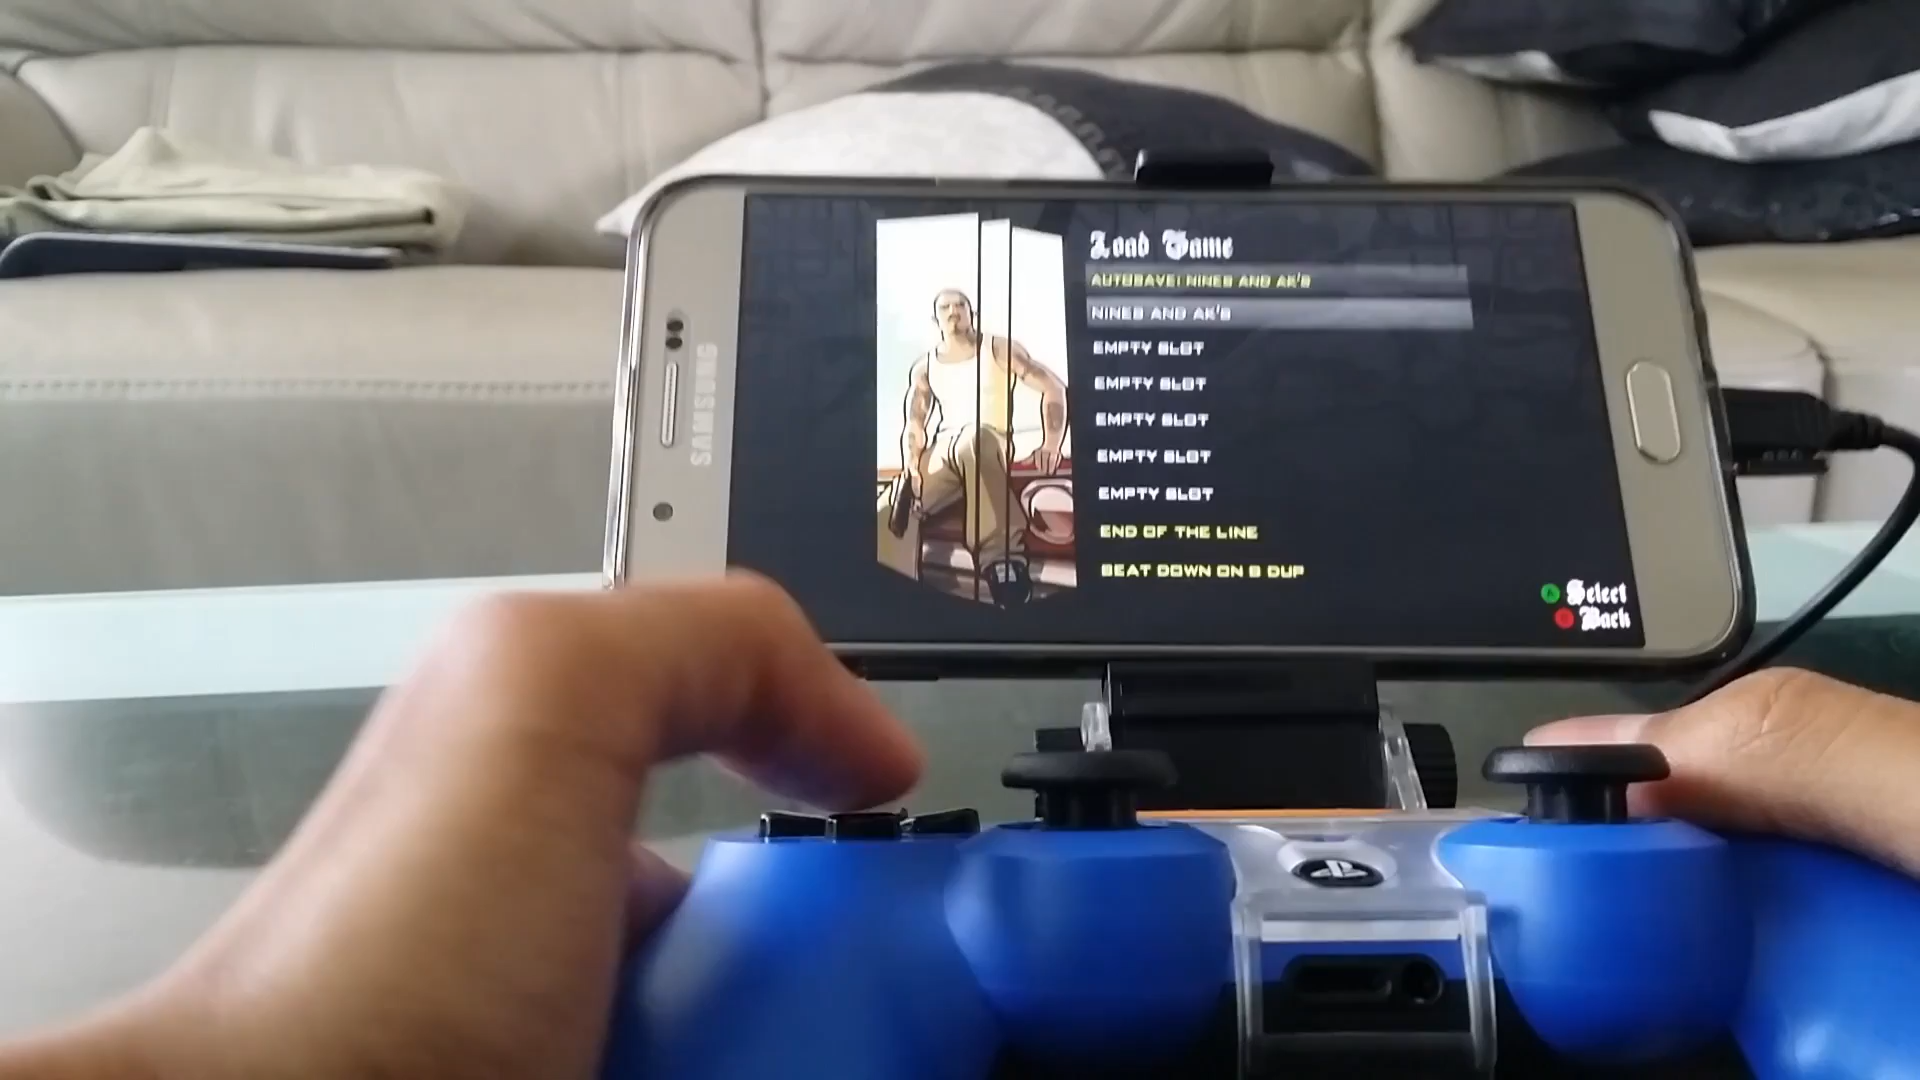 SAMSUNG
Load Game
AUTOSAVE: NINES AND AK'S
NINES AND AK'S
EMPTY SLOT
EMPTY SLOT
EMPTY SLOT
EMPTY SLOT
EMPTY SLOT
END OF THE LINE
BEAT DOWN ON B DUP
A Select
Back